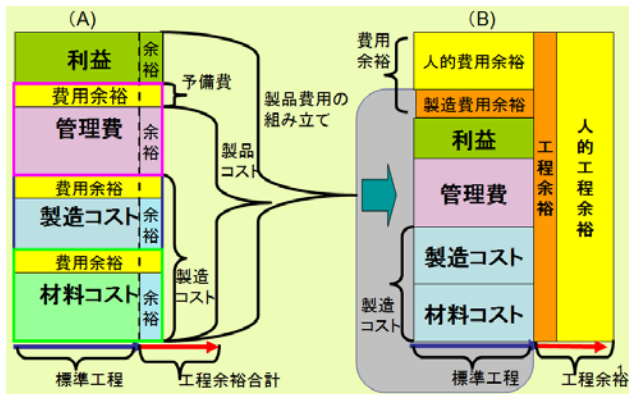 (A)
利益
余裕
費用余裕
予備費
管理費
余裕
費用余裕
製造コスト
余裕
費用余裕
材料コスト
余裕
製品費用の
組み立て
製品
コスト
製造
コスト
標準工程
工程余裕合計
(B)
費用
余裕
人的費用余裕
製造費用余裕
利益
管理費
製造コスト
材料コスト
製造
コスト
工程余裕
人的工程余裕
標準工程
工程余裕
1